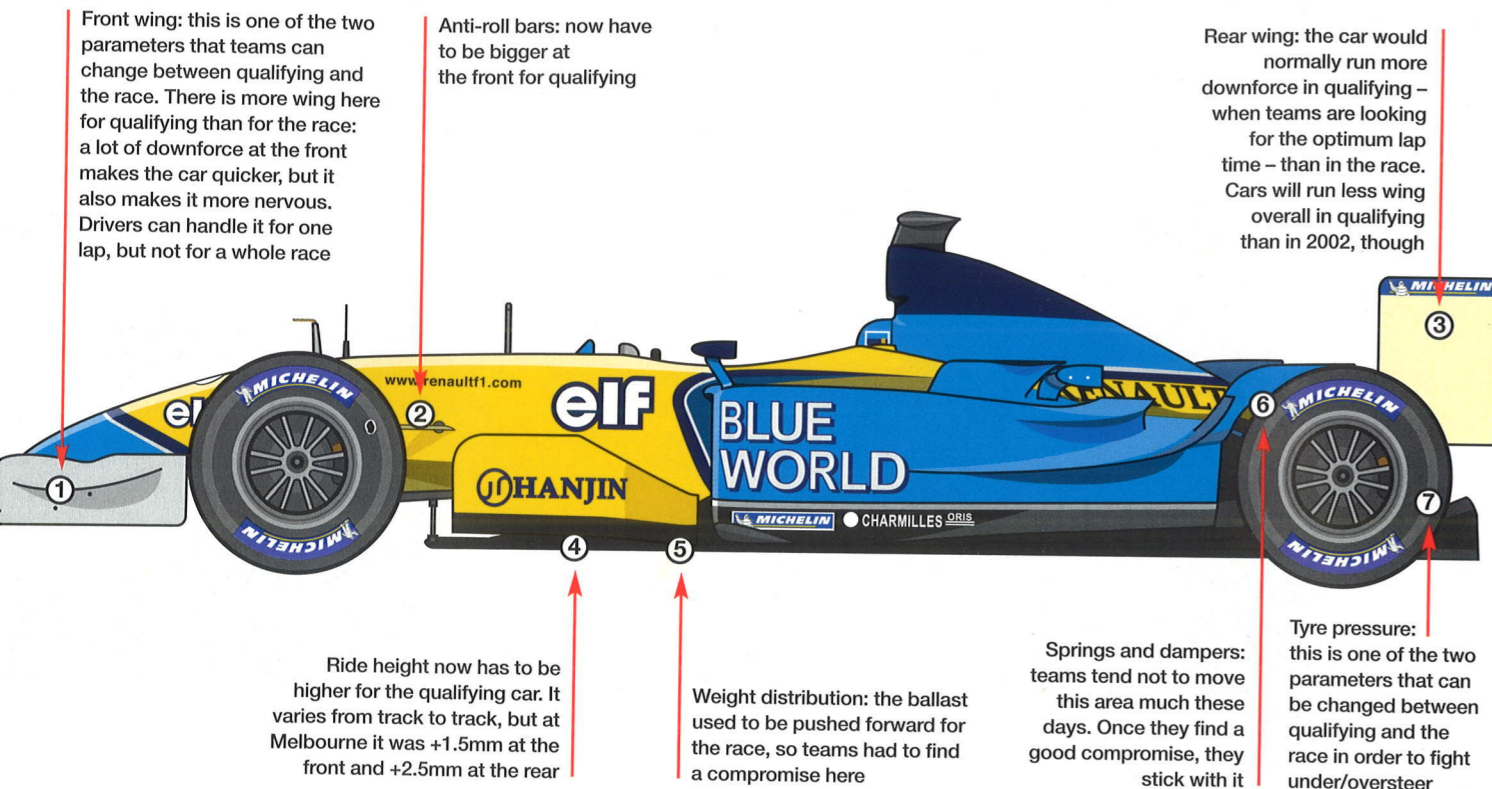 Front wing: this is one of the two
parameters that teams can
change between qualifying and
the race. There is more wing here
for qualifying than for the race:
a lot of downforce at the front
makes the car quicker, but it
also makes it more nervous.
Drivers can handle it for one
lap, but not for a whole race
Anti-roll bars: now have
to be bigger at
the front for qualifying
Rear wing: the car would
normally run more
downforce in qualifying –
when teams are looking
for the optimum lap
time – than in the race.
Cars will run less wing
overall in qualifying
than in 2002, though
MICHELIN
3
www.renaultf1.com
elf
2
el
MICHELIN
MICHELIN
1
BLUE
WORLD
RENAULT
6
MICHELIN
MICHELIN
7
HANJIN
MICHELIN CHARMILLES ORIS
4
5
Ride height now has to be
higher for the qualifying car. It
varies from track to track, but at
Melbourne it was +1.5mm at the
front and +2.5mm at the rear
Weight distribution: the ballast
used to be pushed forward for
the race, so teams had to find
a compromise here
Springs and dampers:
teams tend not to move
this area much these
days. Once they find a
good compromise, they
stick with it
Tyre pressure:
this is one of the two
parameters that can
be changed between
qualifying and the
race in order to fight
under/oversteer